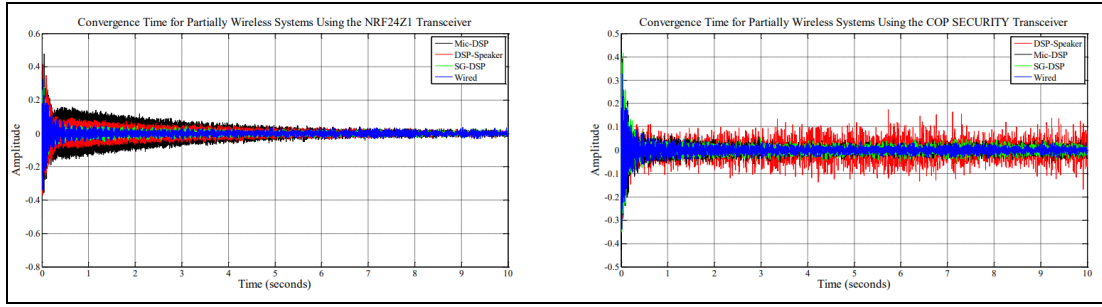 Convergence Time for Partially Wireless Systems Using the NRF24Z1 Transceiver
0.6
0.4
0.2
0
-0.2
-0.4
-0.6
-0.8
Amplitude
Mic-DSP
DSP-Speaker
SG-DSP
Wired
0 1 2 3 4 5 6 7 8 9 10
Time (seconds)
Convergence Time for Partially Wireless Systems Using the COP SECURITY Transceiver
0.5
0.4
0.3
0.2
0.1
0
-0.1
-0.2
-0.3
-0.4
0.5
Amplitude
DSP-Speaker
Mic-DSP
SG-DSP
Wired
0 1 2 3 4 5 6 7 8 9 10
Time (seconds)